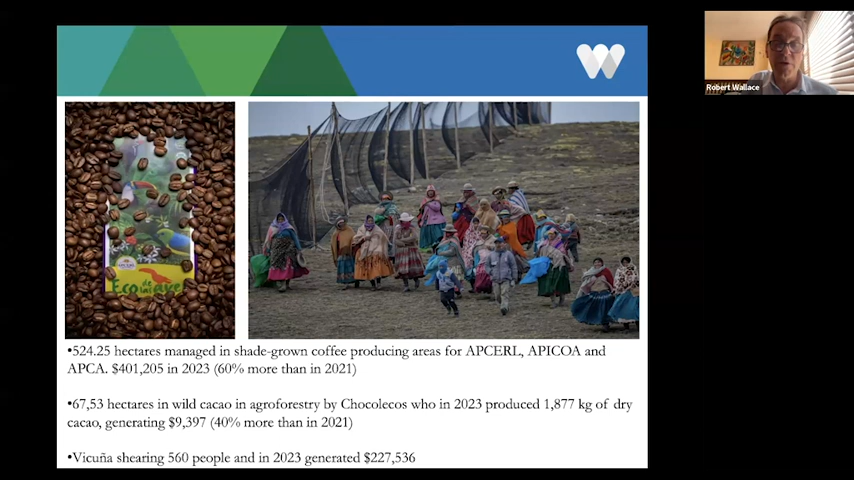 Robert Wallace
Eco de las aves
•524.25 hectares managed in shade-grown coffee producing areas for APCERL, APICOA and
APCA. $401,205 in 2023 (60% more than in 2021)
•67,53 hectares in wild cacao in agroforestry by Chocolecos who in 2023 produced 1,877 kg of dry
cacao, generating $9,397 (40% more than in 2021)
•Vicuña shearing 560 people and in 2023 generated $227,536